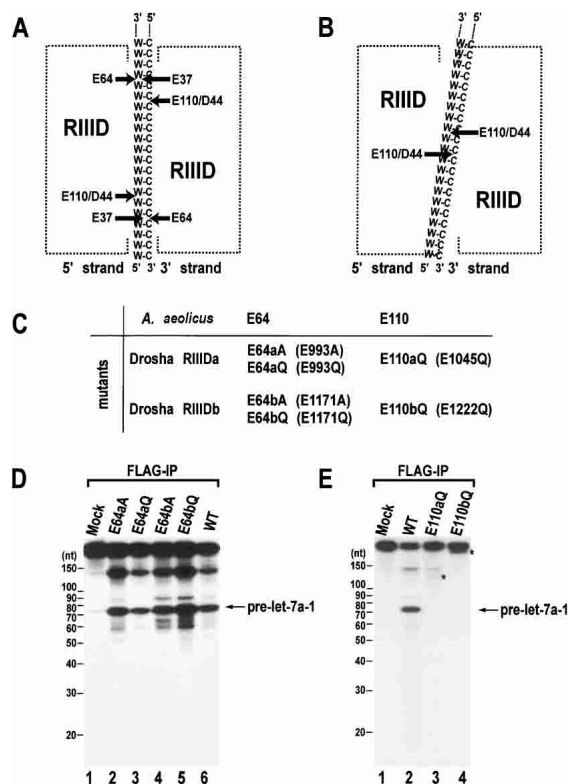 A
3' 5'
W-C
W-C
W-C
W-C
E64 W-C E37
W-C
W-C E110/D44
RIIID
W-C
W-C
W-C
RIIID
W-C
W-C
W-C
E110/D44 W-C
W-C
E37 W-C E64
W-C
W-C
W-C
5' strand 5' 3' 3' strand
B
3' 5'
W-C
W-C
W-C
W-C
W-C
RIIID
W-C
W-C
E110/D44
E110/D44
W-C
W-C
RIIID
W-C
W-C
W-C
5' strand 5' 3' 3' strand
C
A. aeolicus E64 E110
mutants
Drosha RIIIDa E64aA (E993A) E110aQ (E1045Q)
E64aQ (E993Q)
Drosha RIIIDb E64bA (E1171A) E110bQ (E1222Q)
E64bQ (E1171Q)
D
FLAG-IP
Mock E64aA E64aQ E64bA E64bQ WT
(nt)
150
100
90
80
70
60
50
40
30
20
pre-let-7a-1
1 2 3 4 5 6
E
FLAG-IP
Mock WT E110aQ E110bQ
(nt)
150
100
90
80
70
60
50
40
30
20
*
*
pre-let-7a-1
1 2 3 4